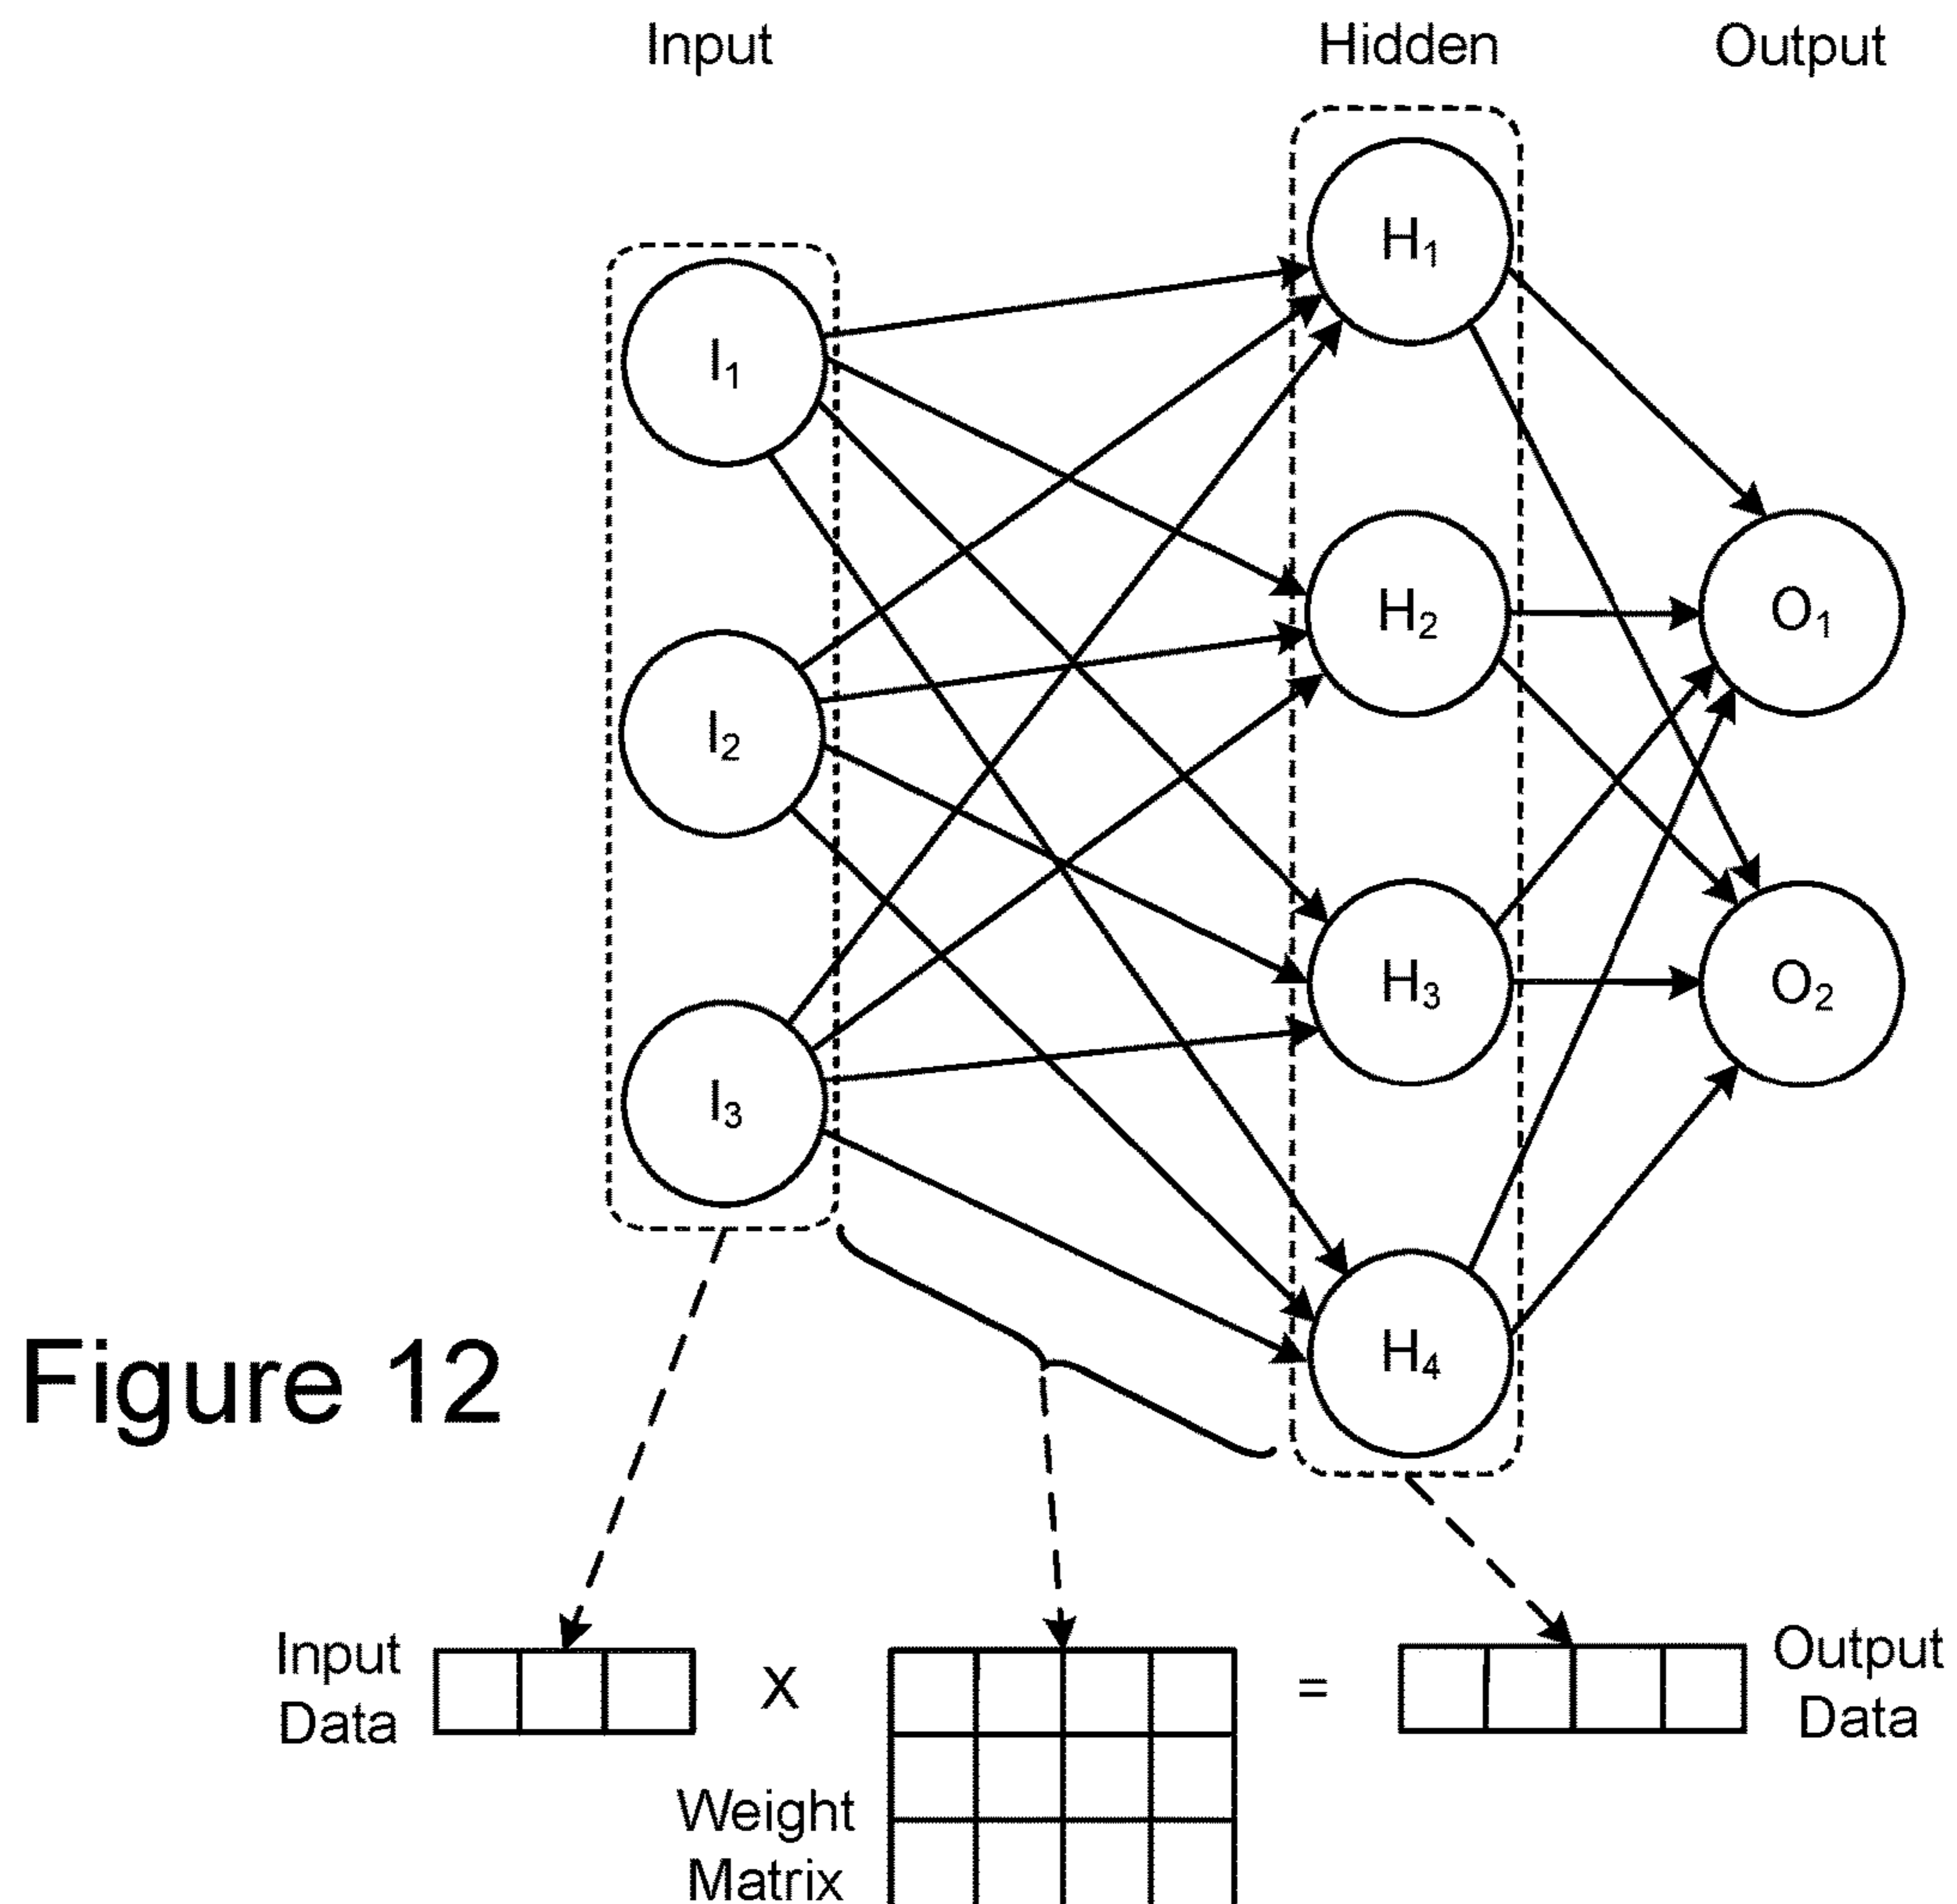 Input Hidden Output
H₁
I₁
H₂ O₁
I₂
H₃ O₂
I₃
H₄
Figure 12
Input
Data
X
=
Output
Data
Weight
Matrix